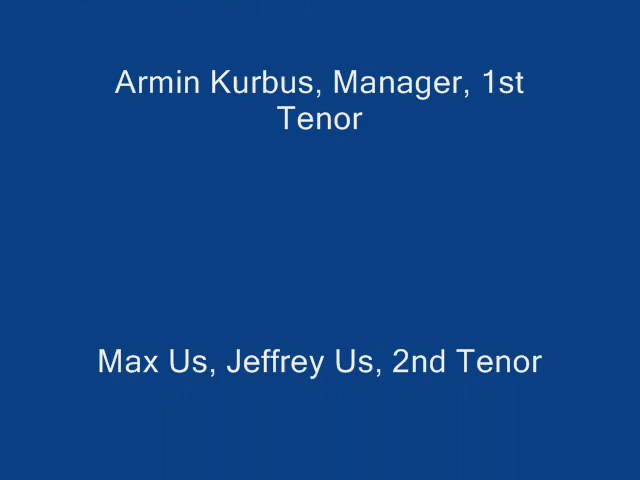 Armin Kurbus, Manager, 1st
Tenor
Max Us, Jeffrey Us, 2nd Tenor